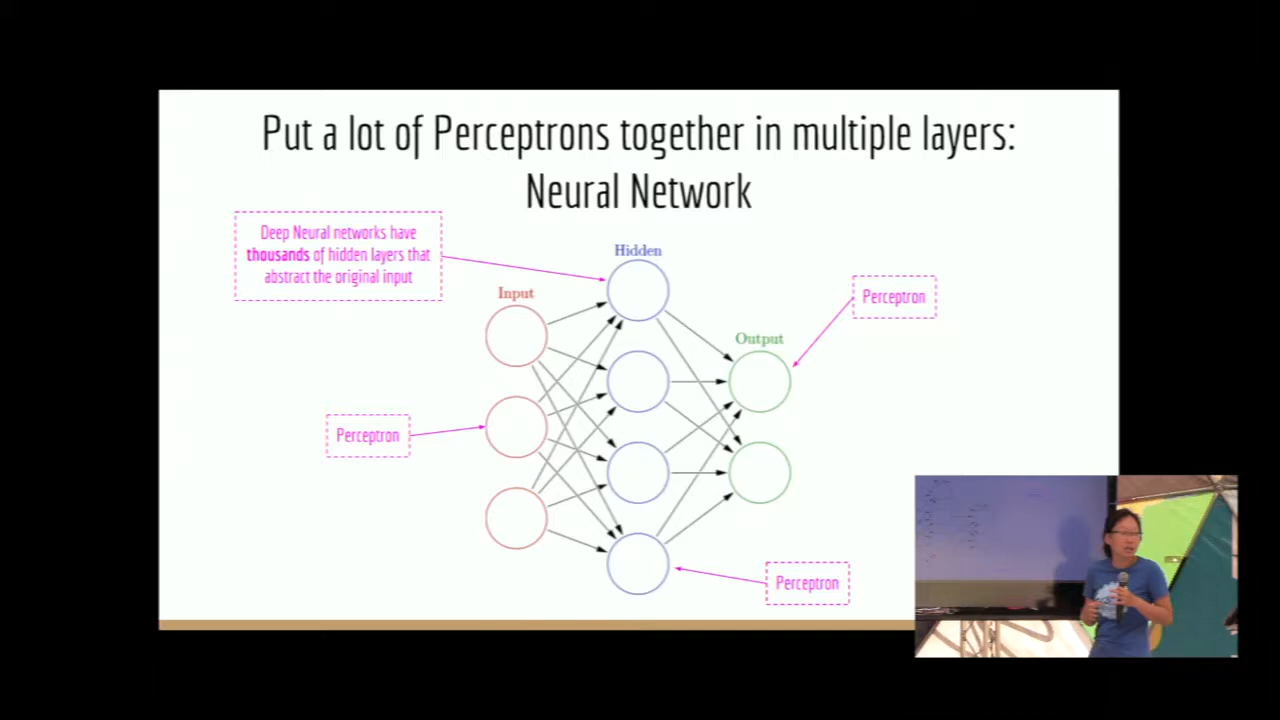 Put a lot of Perceptrons together in multiple layers:
Neural Network
Deep Neural networks have
thousands of hidden layers that
abstract the original input
Hidden
Input
Perceptron
Output
Perceptron
Perceptron